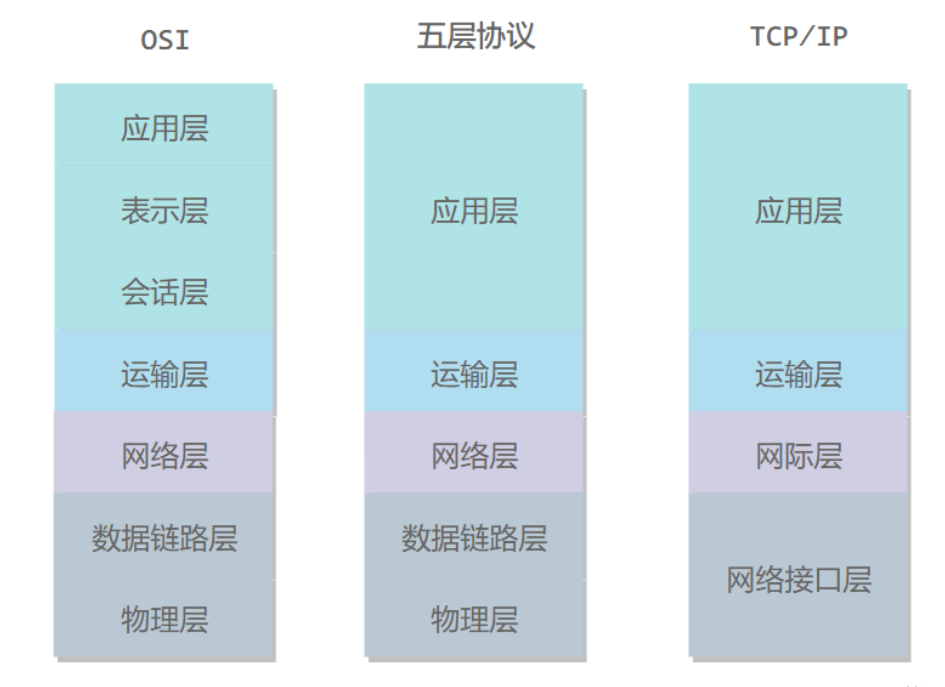 OSI
五层协议
TCP/IP
应用层
表示层
会话层
运输层
网络层
数据链路层
物理层
应用层
运输层
网络层
数据链路层
物理层
应用层
运输层
网际层
网络接口层